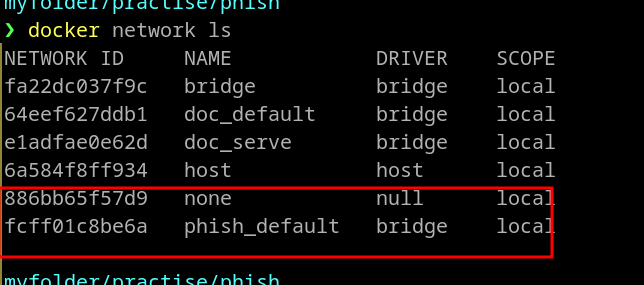 myfolder/practise/phish
❯ docker network ls
NETWORK ID     NAME            DRIVER    SCOPE
fa22dc037f9c   bridge          bridge    local
64eef627ddb1   doc_default     bridge    local
e1adfae0e62d   doc_serve       bridge    local
6a584f8ff934   host            host      local
886bb65f57d9   none            null      local
fcff01c8be6a   phish_default   bridge    local
myfolder/practise/phish